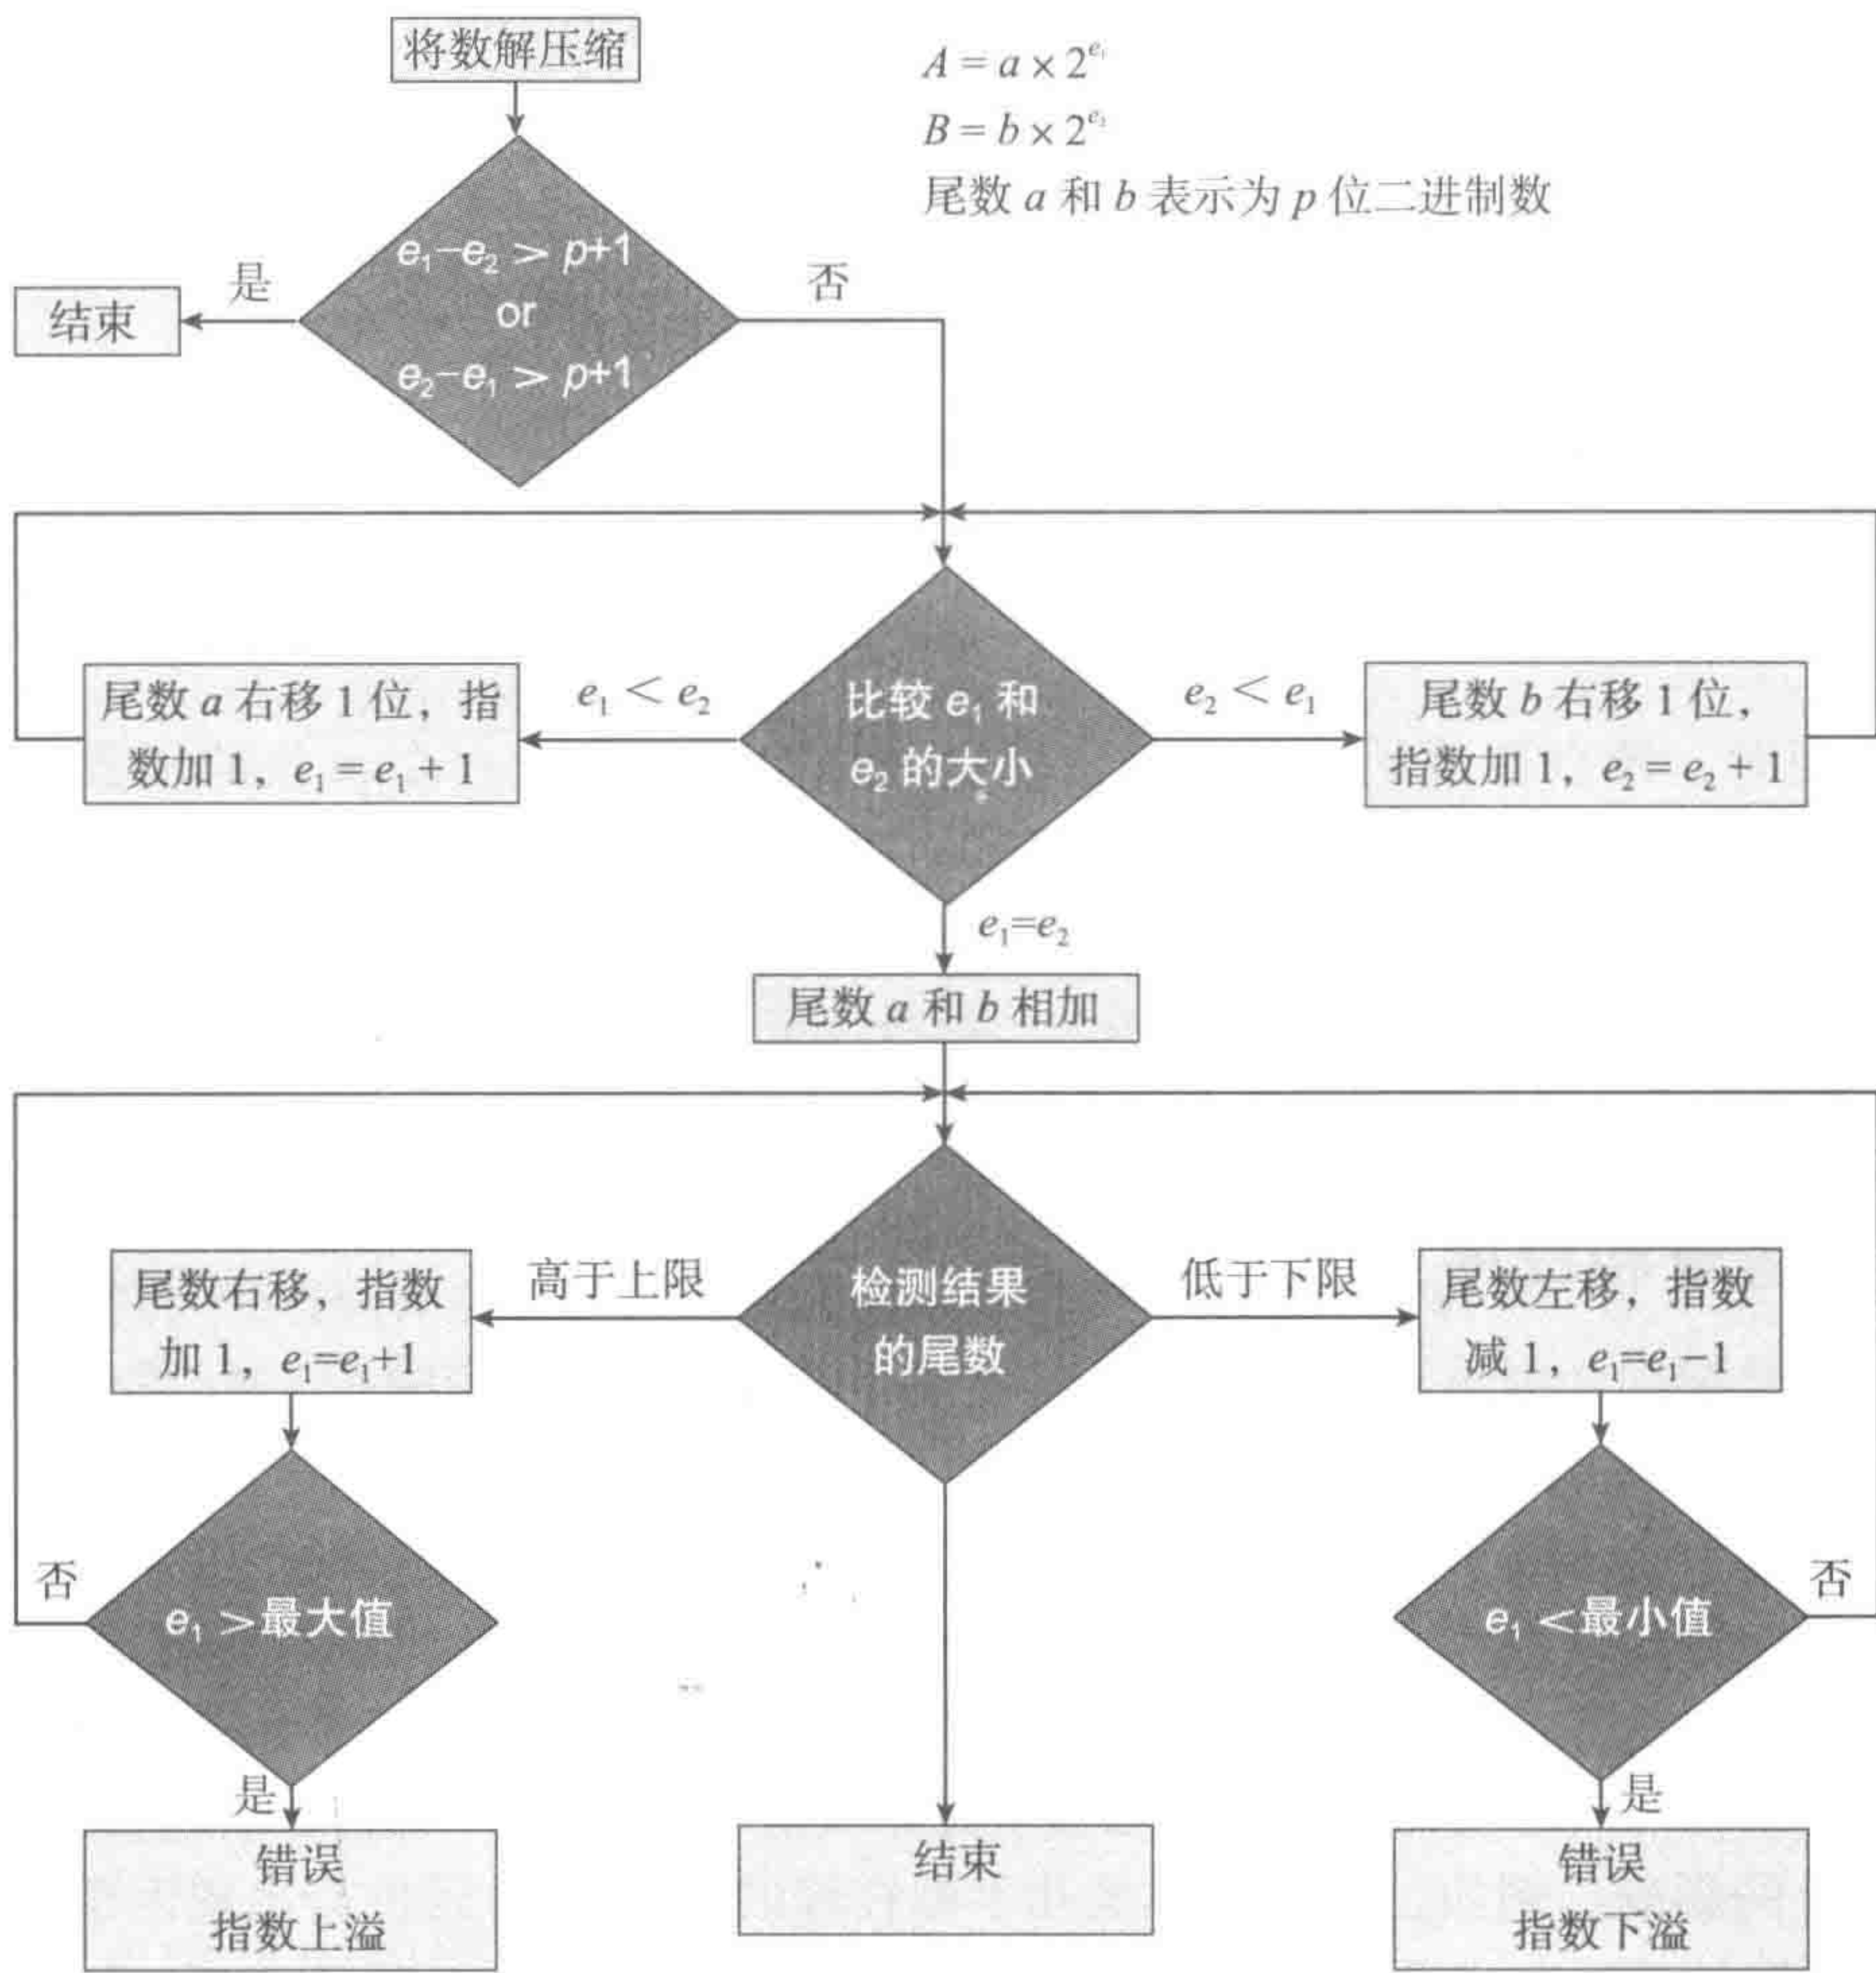 将数解压缩
A = a × 2^{e_1}
B = b × 2^{e_2}
尾数 a 和 b 表示为 p 位二进制数
e₁−e₂ > p+1
or
e₂−e₁ > p+1
是
否
结束
尾数 a 右移 1 位，指
数加 1，e₁ = e₁ + 1
e₁ < e₂
比较 e₁ 和
e₂ 的大小
e₂ < e₁
尾数 b 右移 1 位，
指数加 1，e₂ = e₂ + 1
e₁=e₂
尾数 a 和 b 相加
尾数右移，指数
加 1，e₁=e₁+1
高于上限
检测结果
的尾数
低于下限
尾数左移，指数
减 1，e₁=e₁−1
否
e₁ >最大值
e₁ <最小值
否
是
是
错误
指数上溢
结束
错误
指数下溢